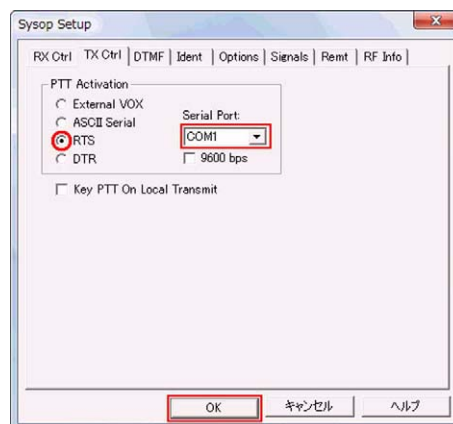 Sysop Setup
RX Ctrl TX Ctrl DTMF Ident Options Signals Remt RF Info
PTT Activation
External VOX
ASCII Serial
RTS
DTR
Serial Port:
COM1
9600 bps
Key PTT On Local Transmit
OK キャンセル ヘルプ